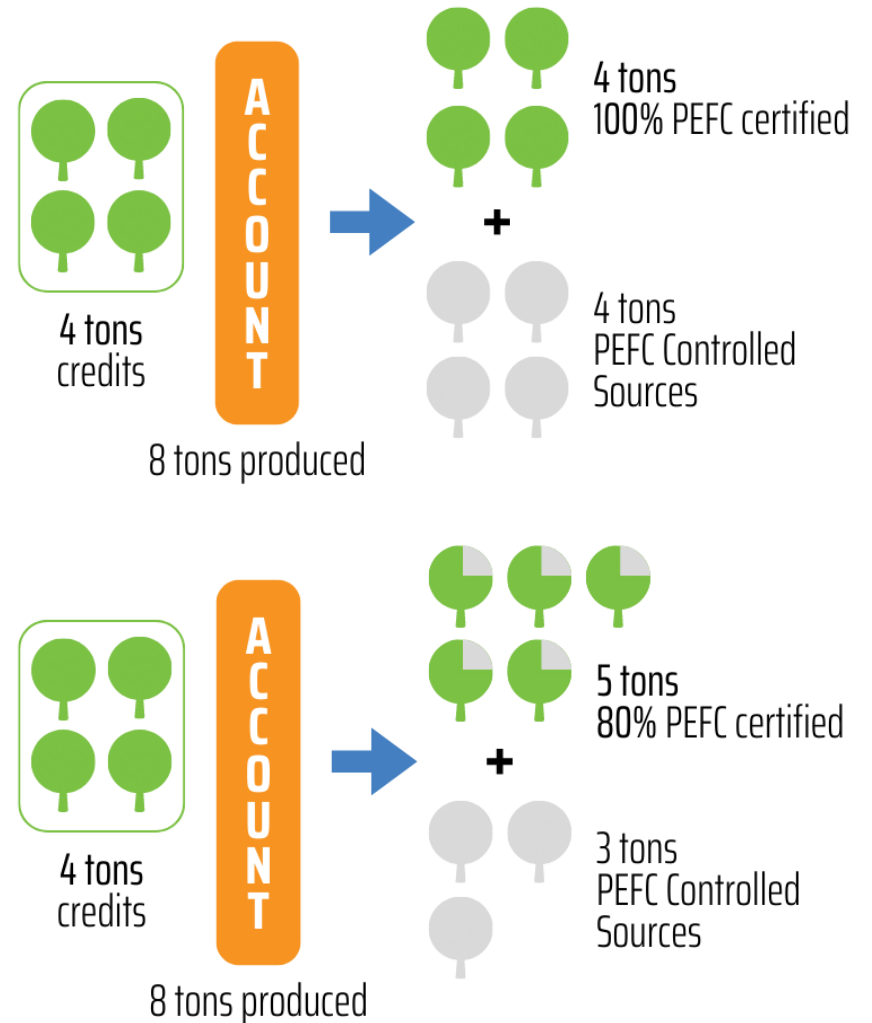 4 tons
credits
ACCOUNT
8 tons produced
4 tons
100% PEFC certified
+
4 tons
PEFC Controlled
Sources
4 tons
credits
ACCOUNT
8 tons produced
5 tons
80% PEFC certified
+
3 tons
PEFC Controlled
Sources